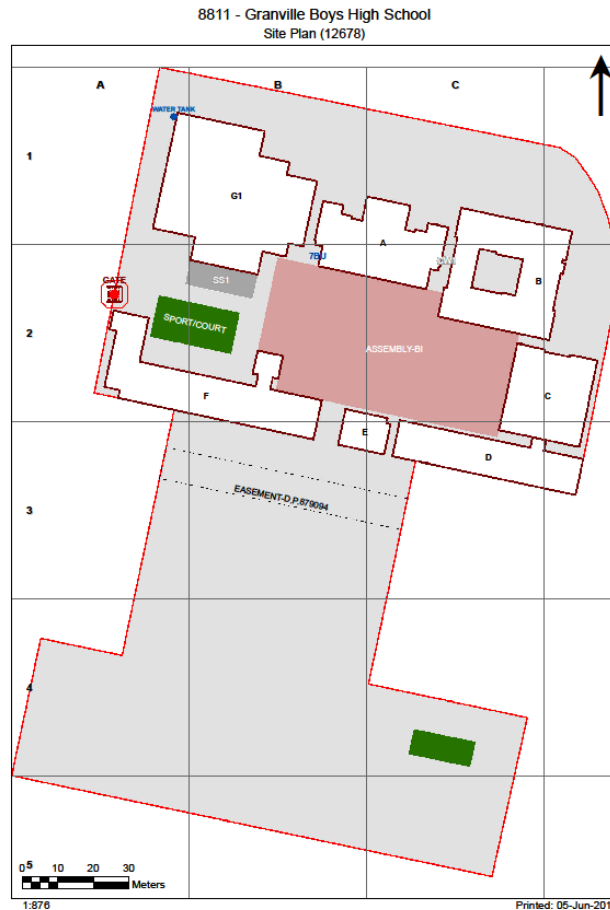 8811 - Granville Boys High School
Site Plan (12678)
A B C
WATER TANK
1
G1
A
7BU
B
GATE
SS1
2
SPORT/COURT
ASSEMBLY-BI
C
F
E
D
3
EASEMENT-D.P.879094
4
0 5 10 20 30
Meters
1:876
Printed: 05-Jun-201